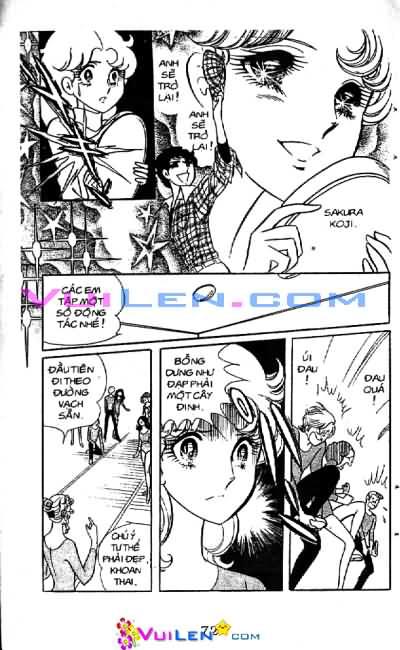 ANH
SẼ
TRỞ
LẠI!
ANH
SẼ
TRỞ
LẠI!
SAKURA
KOJI.
CÁC EM
TẬP MỘT
SỐ ĐỘNG
TÁC NHÉ!
VUILEN.COM
ĐẦU TIÊN
ĐI THEO
ĐƯỜNG
VẠCH
SẴN.
CHÚ Ý,
TƯ THẾ
PHẢI ĐẸP,
KHOAN
THAI.
BỖNG
DƯNG NHƯ
ĐẠP PHẢI
MỘT CÂY
ĐINH.
ÚI
ĐAU!
ĐAU
QUÁ!
72
VUILEN.COM